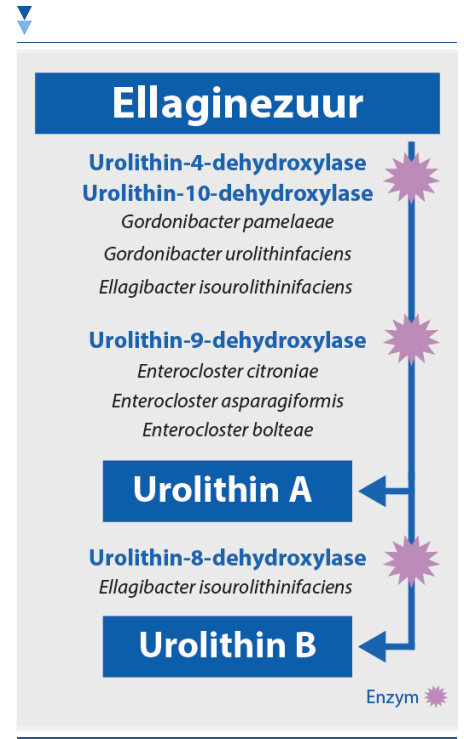 Ellaginezuur
Urolithin-4-dehydroxylase
Urolithin-10-dehydroxylase
Gordonibacter pamelaeae
Gordonibacter urolithinfaciens
Ellagibacter isourolithinifaciens
Urolithin-9-dehydroxylase
Enterocloster citroniae
Enterocloster asparagiformis
Enterocloster bolteae
Urolithin A
Urolithin-8-dehydroxylase
Ellagibacter isourolithinifaciens
Urolithin B
Enzym